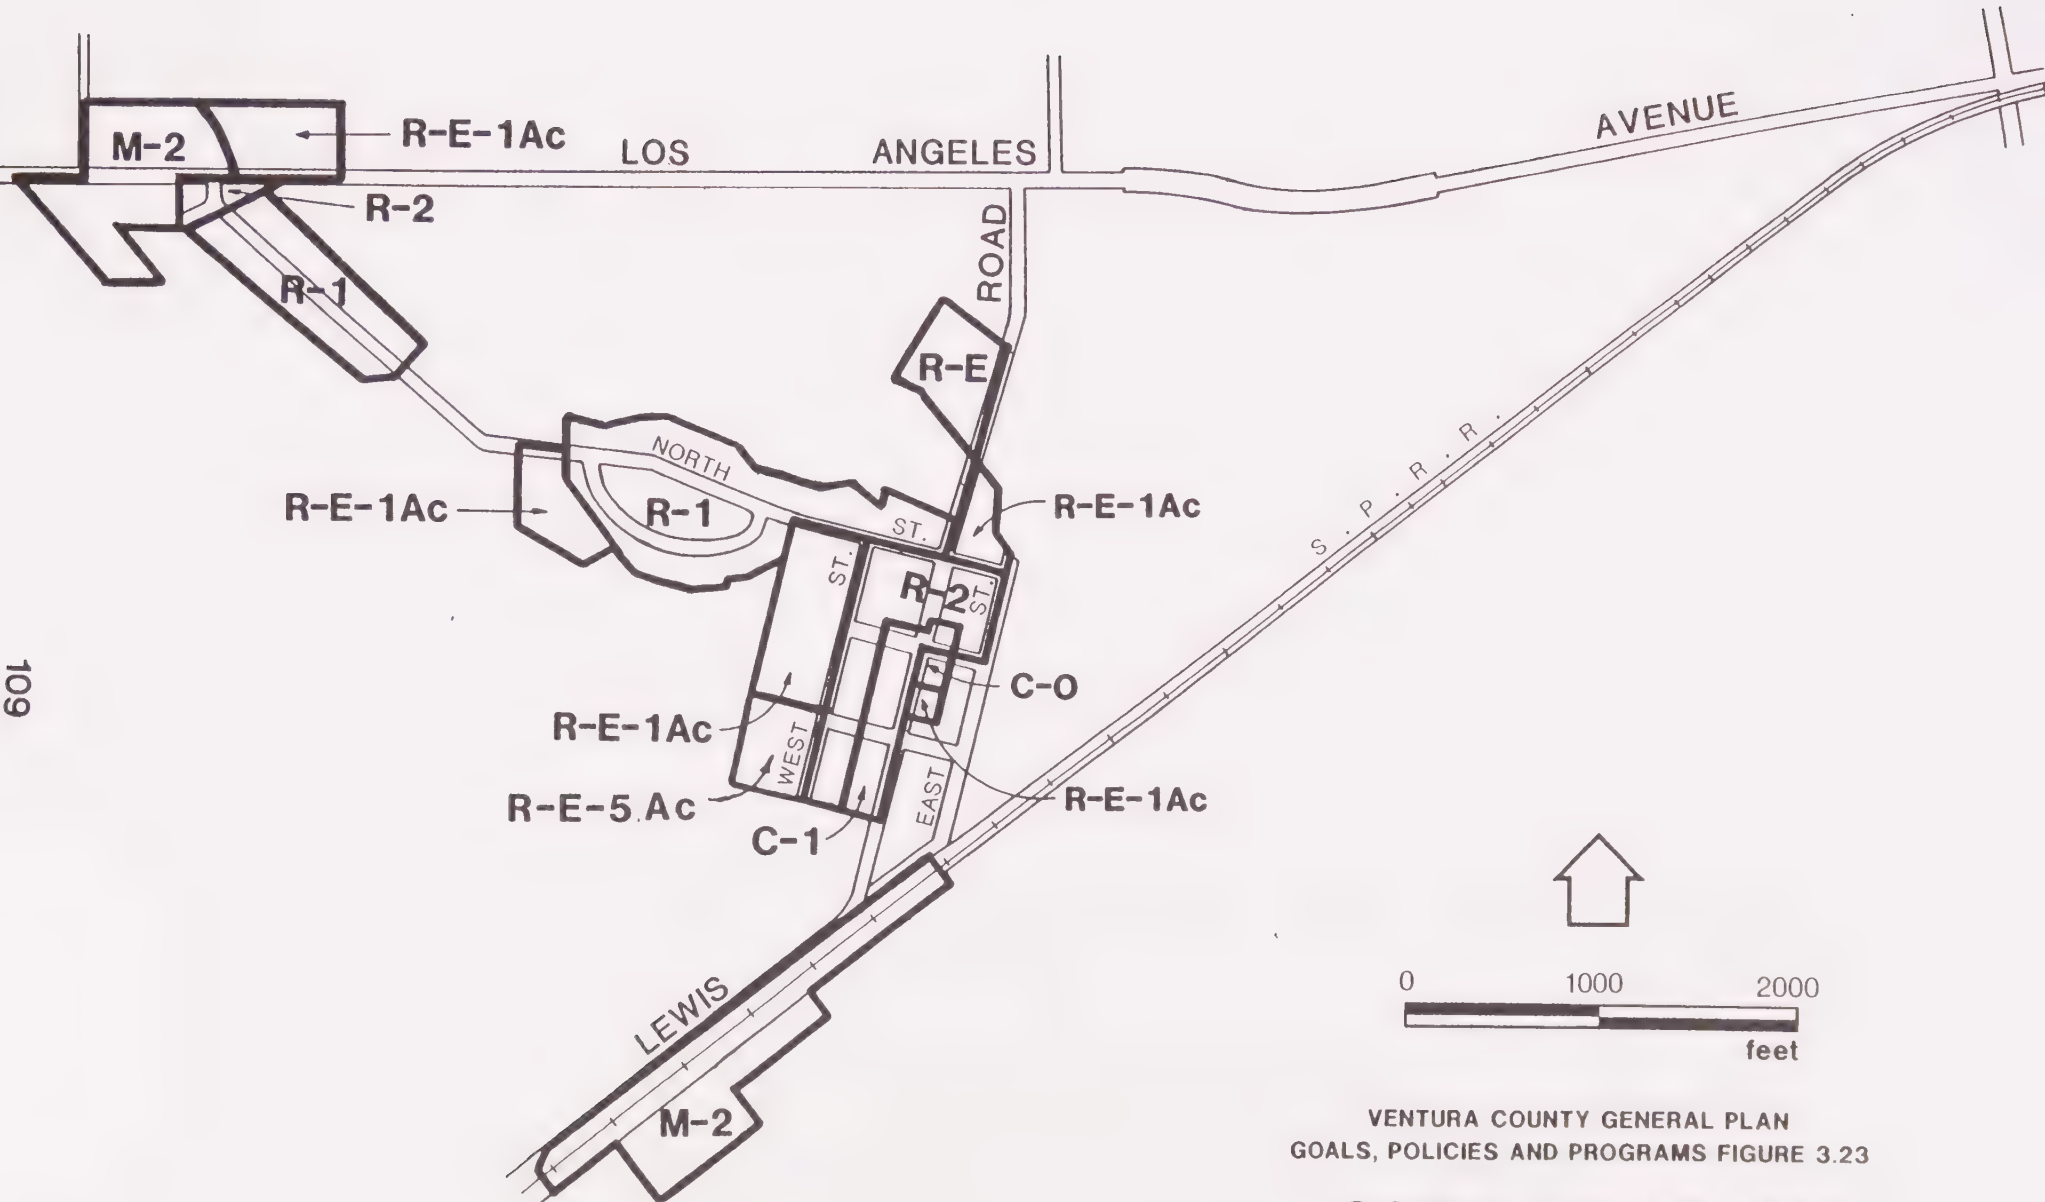 M-2
R-E-1Ac
LOS ANGELES AVENUE
R-2
R-1
ROAD
R-E
NORTH ST.
R-E-1Ac
R-1
R-E-1Ac
S. P. R. R.
WEST ST.
R-2
EAST ST.
109
C-O
R-E-1Ac
R-E-5 Ac
C-1
R-E-1Ac
LEWIS
M-2
0 1000 2000
feet
VENTURA COUNTY GENERAL PLAN
GOALS, POLICIES AND PROGRAMS FIGURE 3.23